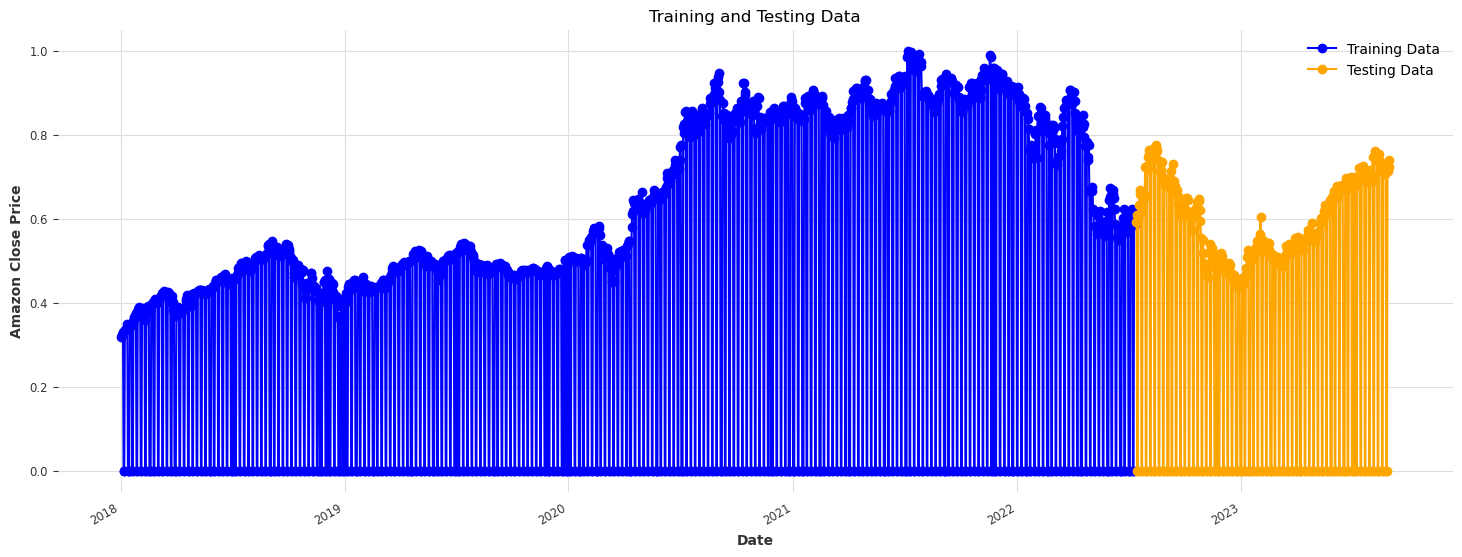 Training and Testing Data
Training Data
Testing Data
Amazon Close Price
1.0
0.8
0.6
0.4
0.2
0.0
2018
2019
2020
2021
2022
2023
Date